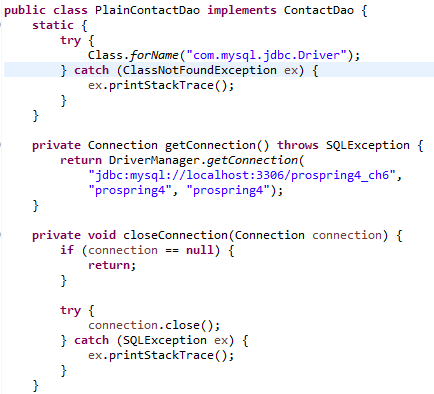 public class PlainContactDao implements ContactDao {
    static {
        try {
            Class.forName("com.mysql.jdbc.Driver");
        } catch (ClassNotFoundException ex) {
            ex.printStackTrace();
        }
    }

    private Connection getConnection() throws SQLException {
        return DriverManager.getConnection(
            "jdbc:mysql://localhost:3306/prospring4_ch6",
            "prospring4", "prospring4");
    }

    private void closeConnection(Connection connection) {
        if (connection == null) {
            return;
        }

        try {
            connection.close();
        } catch (SQLException ex) {
            ex.printStackTrace();
        }
    }